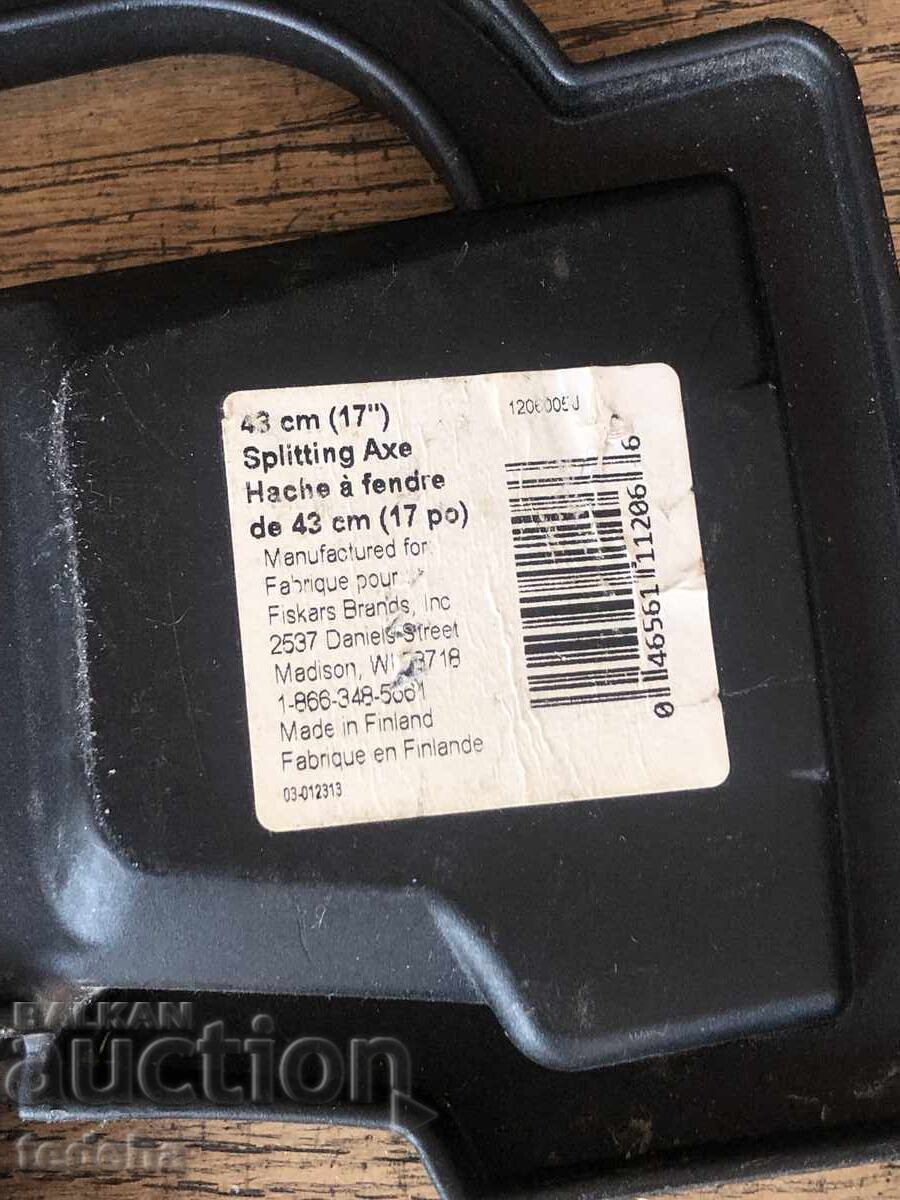 43 cm (17")
Splitting Axe
Hache à fendre
de 43 cm (17 po)
Manufactured for
Fabrique pour
Fiskars Brands, Inc
2537 Daniels Street
Madison, WI
1-866-348-5661
Made in Finland
Fabrique en Finlande
03-012313
0 46561 11206 6
BALKAN
auction
fedeha